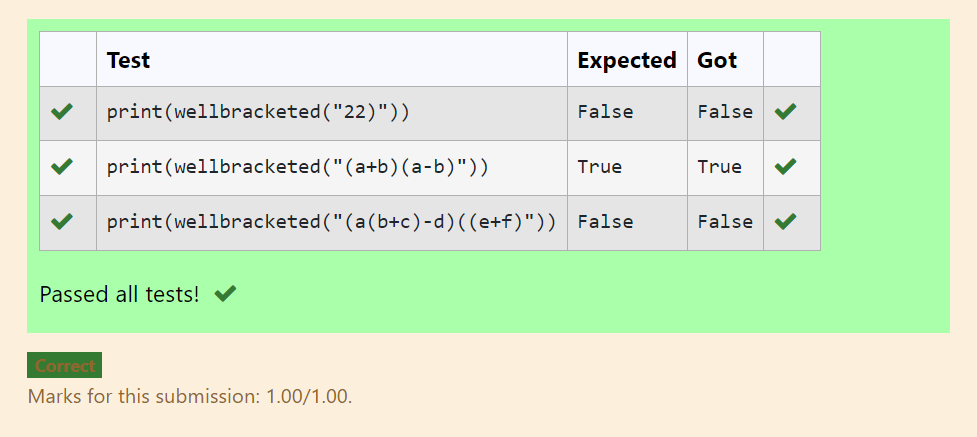 Test Expected Got
print(wellbracketed("22)")) False False
print(wellbracketed("(a+b)(a-b)")) True True
print(wellbracketed("(a(b+c)-d)((e+f)")) False False
Passed all tests!
Correct
Marks for this submission: 1.00/1.00.